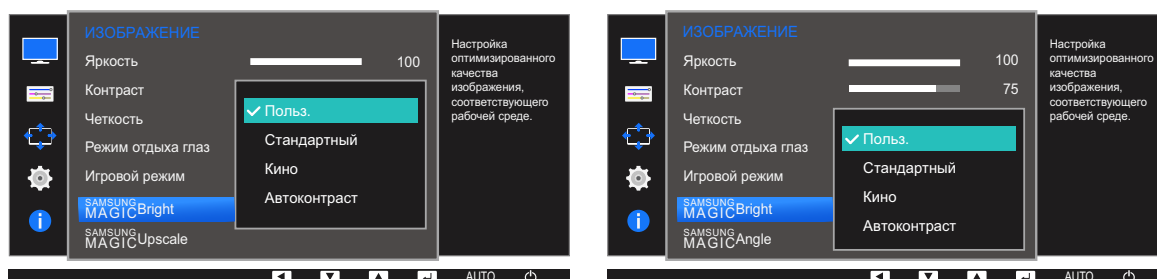 ИЗОБРАЖЕНИЕ
Яркость 100
Контраст
Четкость
Режим отдыха глаз
Игровой режим
SAMSUNG
MAGICBright
SAMSUNG
MAGICUpscale
Польз.
Стандартный
Кино
Автоконтраст
Настройка
оптимизированного
качества
изображения,
соответствующего
рабочей среде.
AUTO
ИЗОБРАЖЕНИЕ
Яркость 100
Контраст 75
Четкость
Режим отдыха глаз
Игровой режим
SAMSUNG
MAGICBright
SAMSUNG
MAGICAngle
Польз.
Стандартный
Кино
Автоконтраст
Настройка
оптимизированного
качества
изображения,
соответствующего
рабочей среде.
AUTO